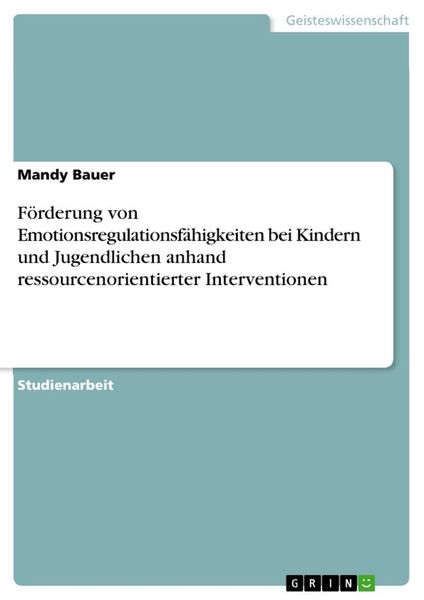 Geisteswissenschaft
Mandy Bauer
Förderung von
Emotionsregulationsfähigkeiten bei Kindern
und Jugendlichen anhand
ressourcenorientierter Interventionen
Studienarbeit
GRIN